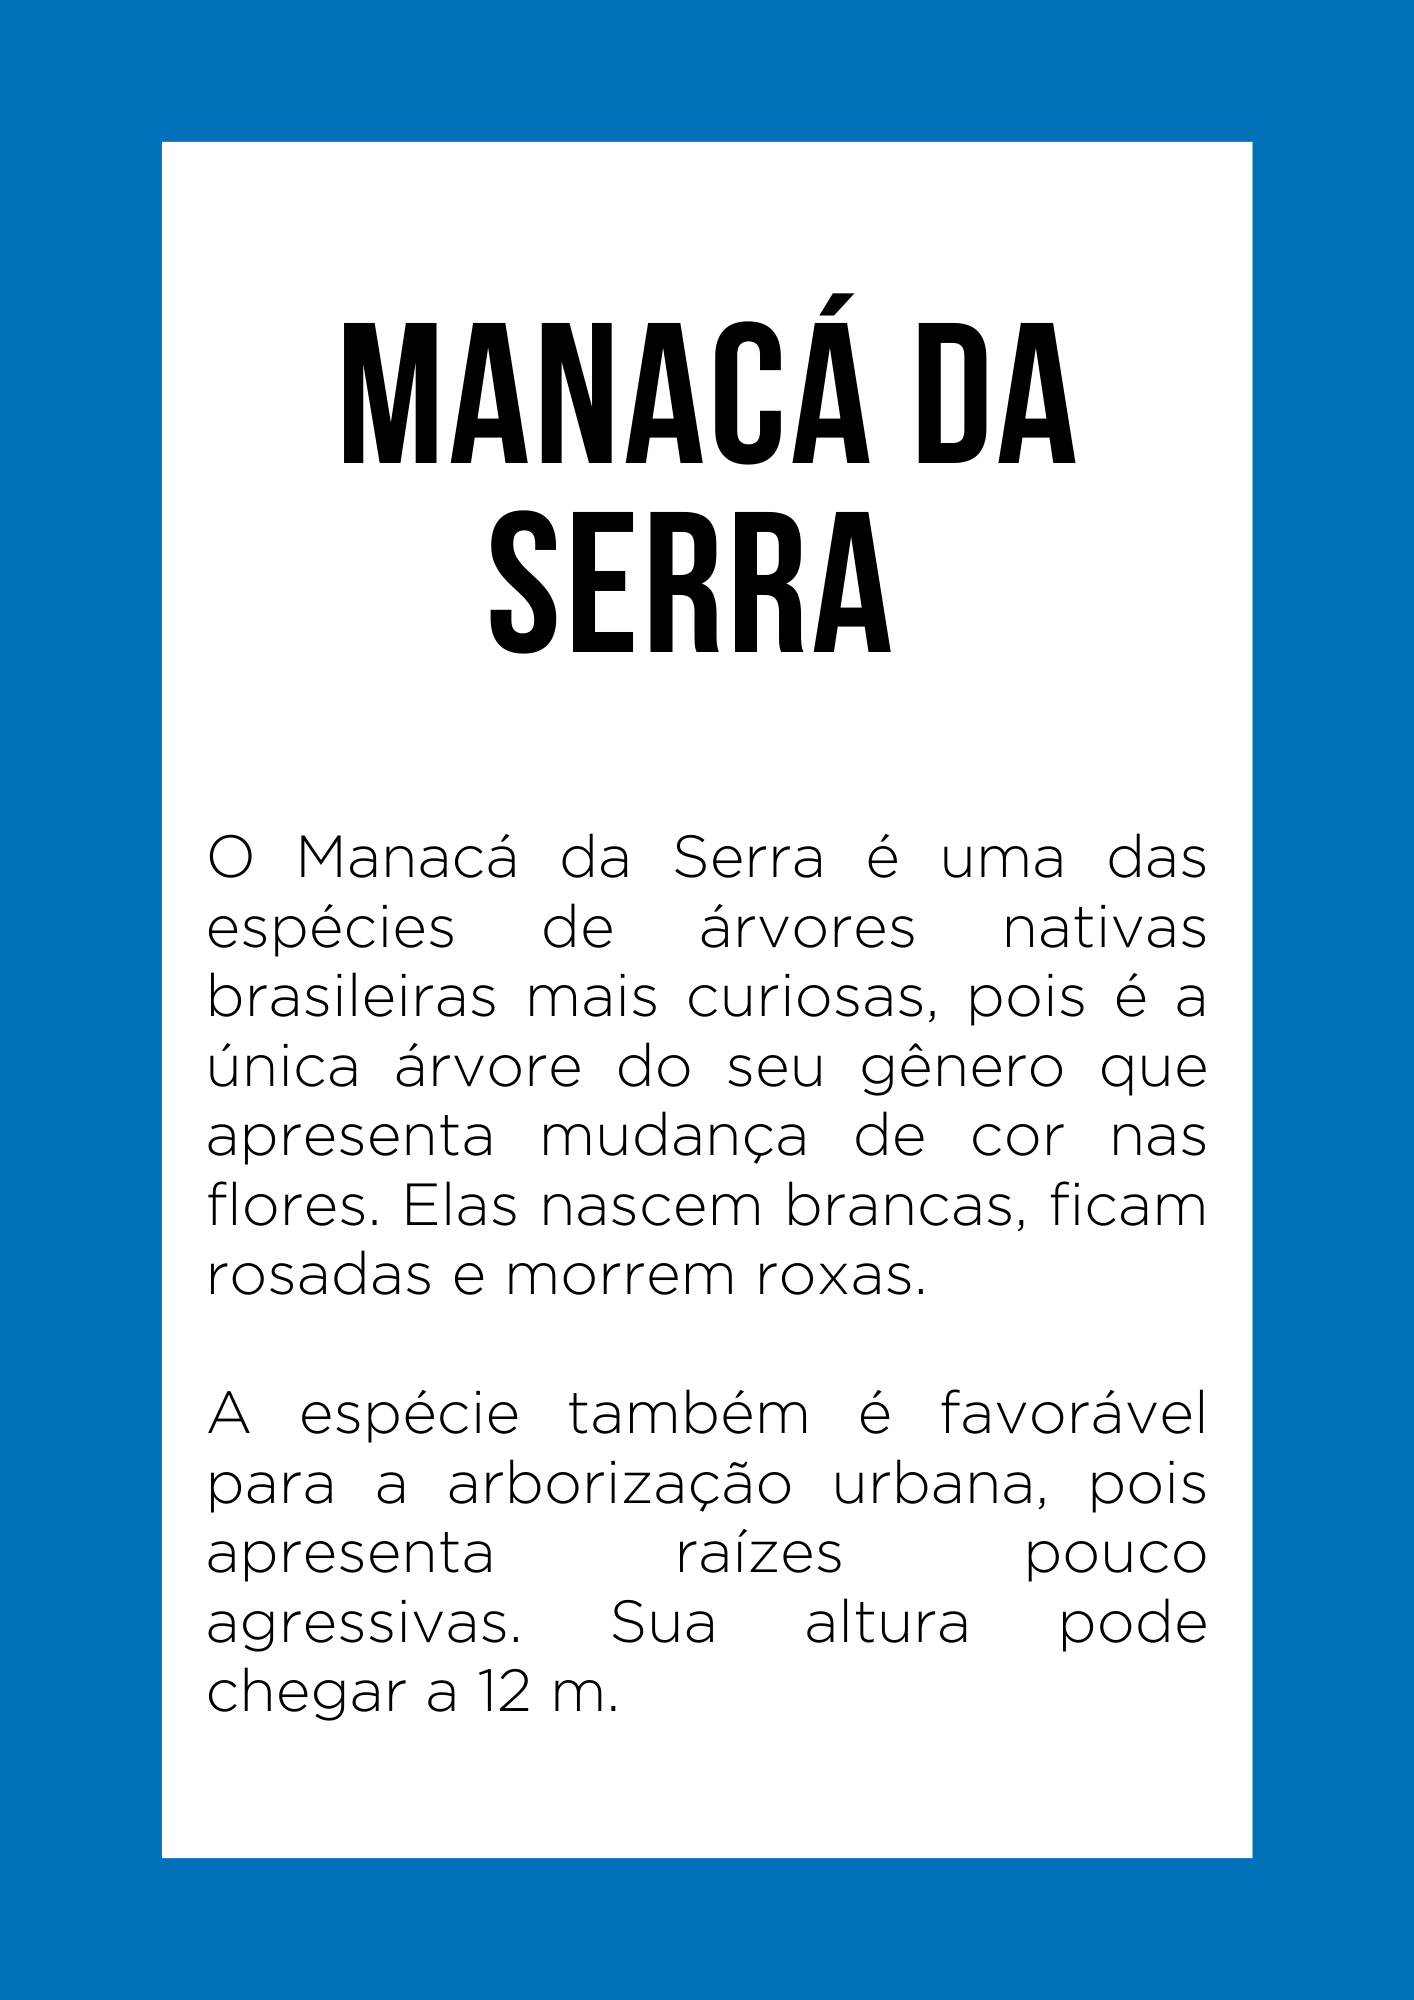 MANACÁ DA
SERRA
O Manacá da Serra é uma das
espécies de árvores nativas
brasileiras mais curiosas, pois é a
única árvore do seu gênero que
apresenta mudança de cor nas
flores. Elas nascem brancas, ficam
rosadas e morrem roxas.
A espécie também é favorável
para a arborização urbana, pois
apresenta raízes pouco
agressivas. Sua altura pode
chegar a 12 m.